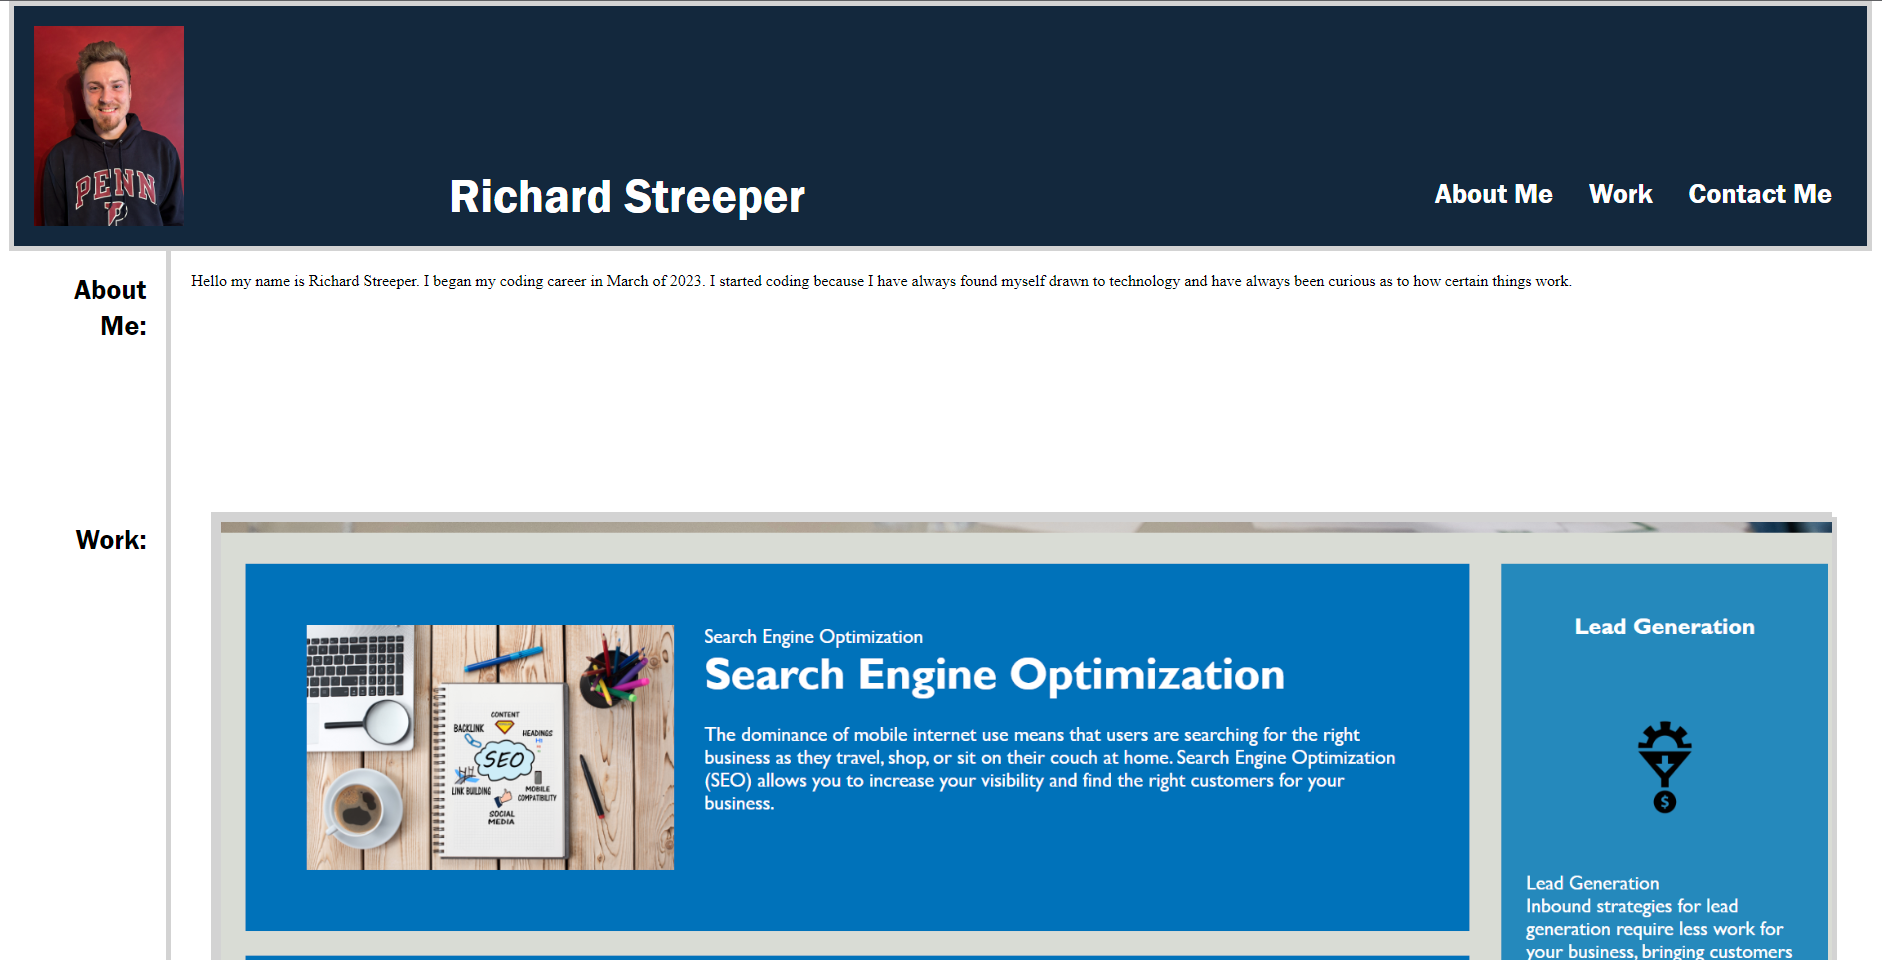 PENN
P
Richard Streeper
About Me Work Contact Me
About
Me:
Hello my name is Richard Streeper. I began my coding career in March of 2023. I started coding because I have always found myself drawn to technology and have always been curious as to how certain things work.
Work:
CONTENT
BACKLINK
HEADINGS
H1
SEO
LINK BUILDING
MOBILE
COMPATIBILITY
SOCIAL
MEDIA
Search Engine Optimization
Search Engine Optimization
The dominance of mobile internet use means that users are searching for the right
business as they travel, shop, or sit on their couch at home. Search Engine Optimization
(SEO) allows you to increase your visibility and find the right customers for your
business.
Lead Generation
$
Lead Generation
Inbound strategies for lead
generation require less work for
your business, bringing customers